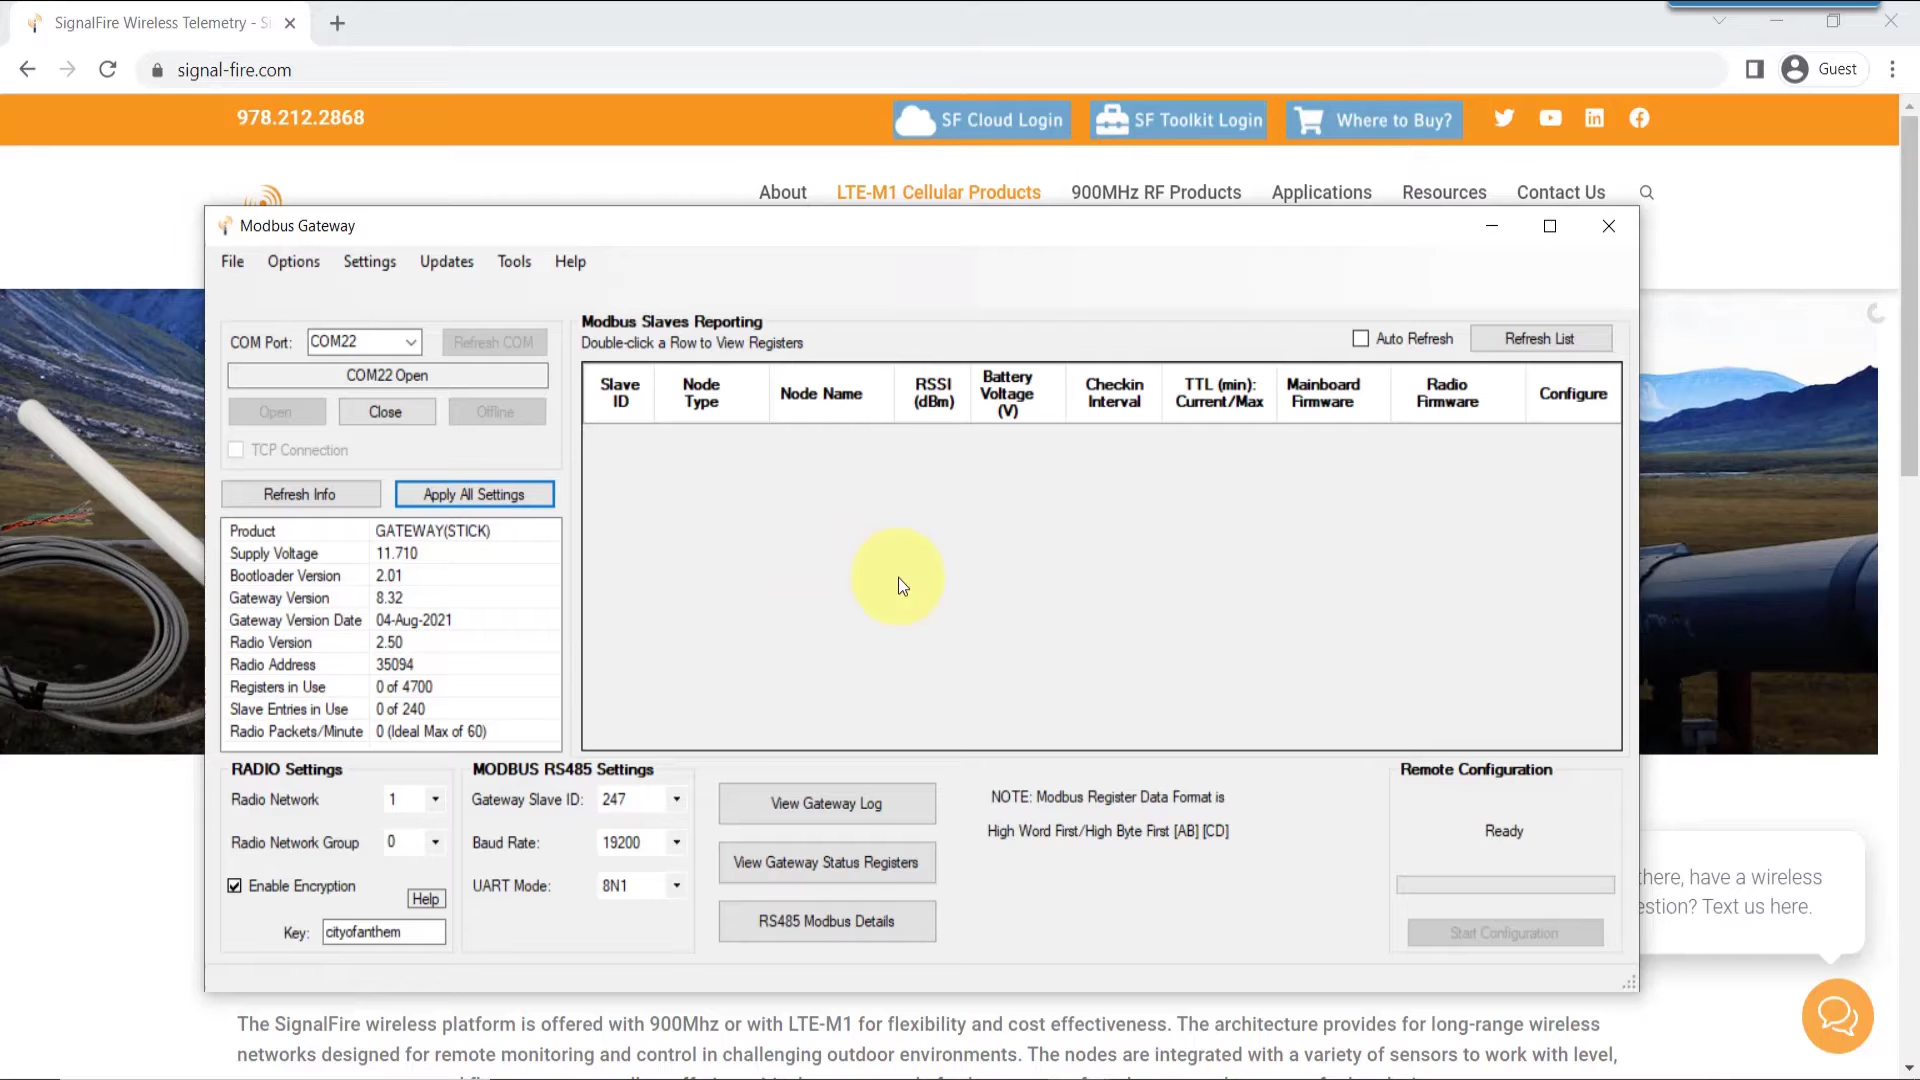 SignalFire Wireless Telemetry - Si
signal-fire.com
Guest
978.212.2868
SF Cloud Login
SF Toolkit Login
Where to Buy?
About
LTE-M1 Cellular Products
900MHz RF Products
Applications
Resources
Contact Us
Modbus Gateway
File
Options
Settings
Updates
Tools
Help
COM Port:
COM22
Refresh COM
COM22 Open
Open
Close
Offline
TCP Connection
Refresh Info
Apply All Settings
Product GATEWAY(STICK)
Supply Voltage 11.710
Bootloader Version 2.01
Gateway Version 8.32
Gateway Version Date 04-Aug-2021
Radio Version 2.50
Radio Address 35094
Registers in Use 0 of 4700
Slave Entries in Use 0 of 240
Radio Packets/Minute 0 (Ideal Max of 60)
Modbus Slaves Reporting
Double-click a Row to View Registers
Auto Refresh
Refresh List
Slave
ID
Node
Type
Node Name
RSSI
(dBm)
Battery
Voltage
(V)
Checkin
Interval
TTL (min):
Current/Max
Mainboard
Firmware
Radio
Firmware
Configure
RADIO Settings
Radio Network 1
Radio Network Group 0
Enable Encryption
Help
Key: cityofanthem
MODBUS RS485 Settings
Gateway Slave ID: 247
Baud Rate: 19200
UART Mode: 8N1
View Gateway Log
View Gateway Status Registers
RS485 Modbus Details
NOTE: Modbus Register Data Format is
High Word First/High Byte First [AB] [CD]
Remote Configuration
Ready
Start Configuration
there, have a wireless
estion? Text us here.
The SignalFire wireless platform is offered with 900Mhz or with LTE-M1 for flexibility and cost effectiveness. The architecture provides for long-range wireless
networks designed for remote monitoring and control in challenging outdoor environments. The nodes are integrated with a variety of sensors to work with level,